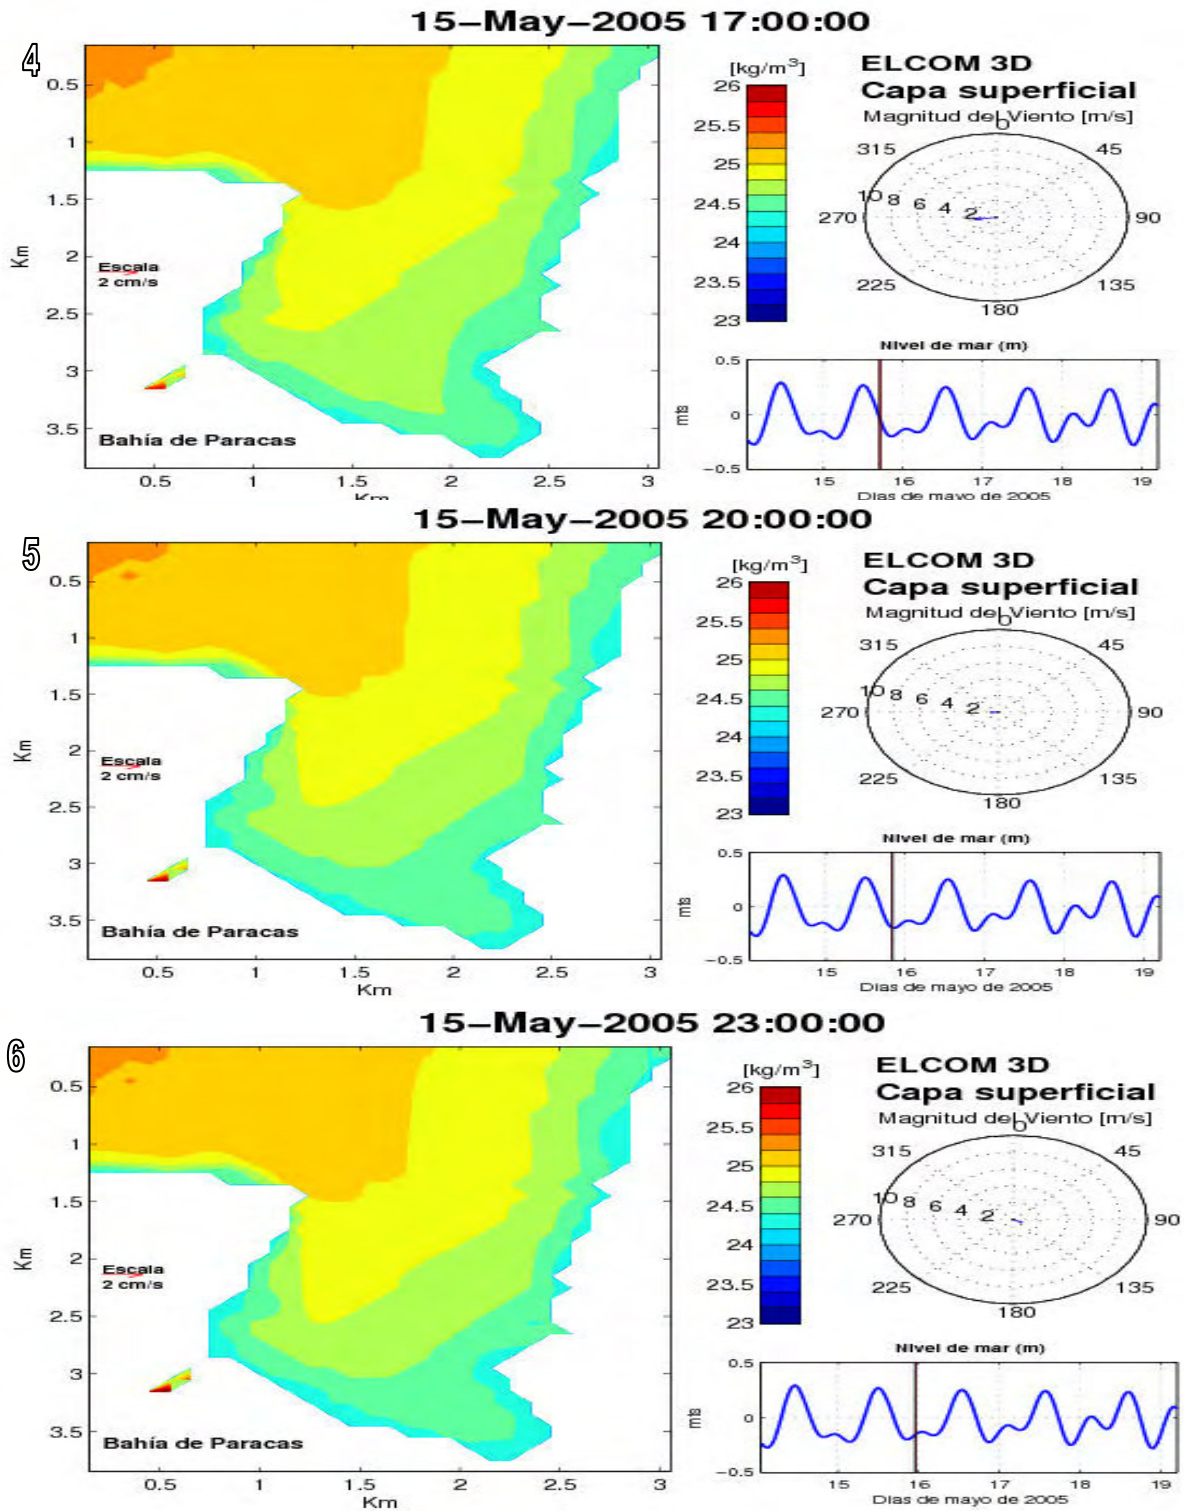 15-May-2005 17:00:00
4
0.5
1
1.5
2
2.5
3
3.5
Km
Escala
2 cm/s
Bahía de Paracas
0.5 1 1.5 2 2.5 3
Km
[kg/m³]
26
25.5
25
24.5
24
23.5
23
ELCOM 3D
Capa superficial
Magnitud del Viento [m/s]
0
315 45
10 8 6 4 2
270 90
225 135
180
Nivel de mar (m)
0.5
0
-0.5
mts
15 16 17 18 19
Dias de mayo de 2005
15-May-2005 20:00:00
5
0.5
1
1.5
2
2.5
3
3.5
Km
Escala
2 cm/s
Bahía de Paracas
0.5 1 1.5 2 2.5 3
Km
[kg/m³]
26
25.5
25
24.5
24
23.5
23
ELCOM 3D
Capa superficial
Magnitud del Viento [m/s]
0
315 45
10 8 6 4 2
270 90
225 135
180
Nivel de mar (m)
0.5
0
-0.5
mts
15 16 17 18 19
Dias de mayo de 2005
15-May-2005 23:00:00
6
0.5
1
1.5
2
2.5
3
3.5
Km
Escala
2 cm/s
Bahía de Paracas
0.5 1 1.5 2 2.5 3
Km
[kg/m³]
26
25.5
25
24.5
24
23.5
23
ELCOM 3D
Capa superficial
Magnitud del Viento [m/s]
0
315 45
10 8 6 4 2
270 90
225 135
180
Nivel de mar (m)
0.5
0
-0.5
mts
15 16 17 18 19
Dias de mayo de 2005